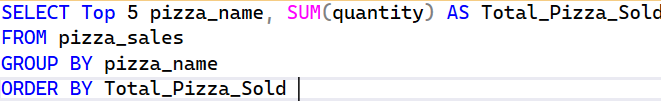 SELECT Top 5 pizza_name, SUM(quantity) AS Total_Pizza_Sold
FROM pizza_sales
GROUP BY pizza_name
ORDER BY Total_Pizza_Sold